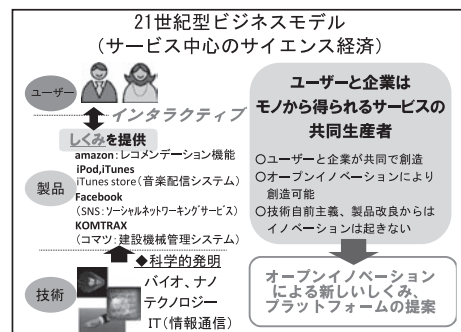 21世紀型ビジネスモデル
（サービス中心のサイエンス経済）
ユーザー
インタラクティブ
しくみを提供
製品
amazon：レコメンデーション機能
iPod,iTunes
iTunes store（音楽配信システム）
Facebook
（SNS：ソーシャルネットワーキングサービス）
KOMTRAX
（コマツ：建設機械管理システム）
◆科学的発明
技術
バイオ、ナノ
テクノロジー
IT（情報通信）
ユーザーと企業は
モノから得られるサービスの
共同生産者
○ユーザーと企業が共同で創造
○オープンイノベーションにより
創造可能
○技術自前主義、製品改良からは
イノベーションは起きない
オープンイノベーション
による新しいしくみ、
プラットフォームの提案